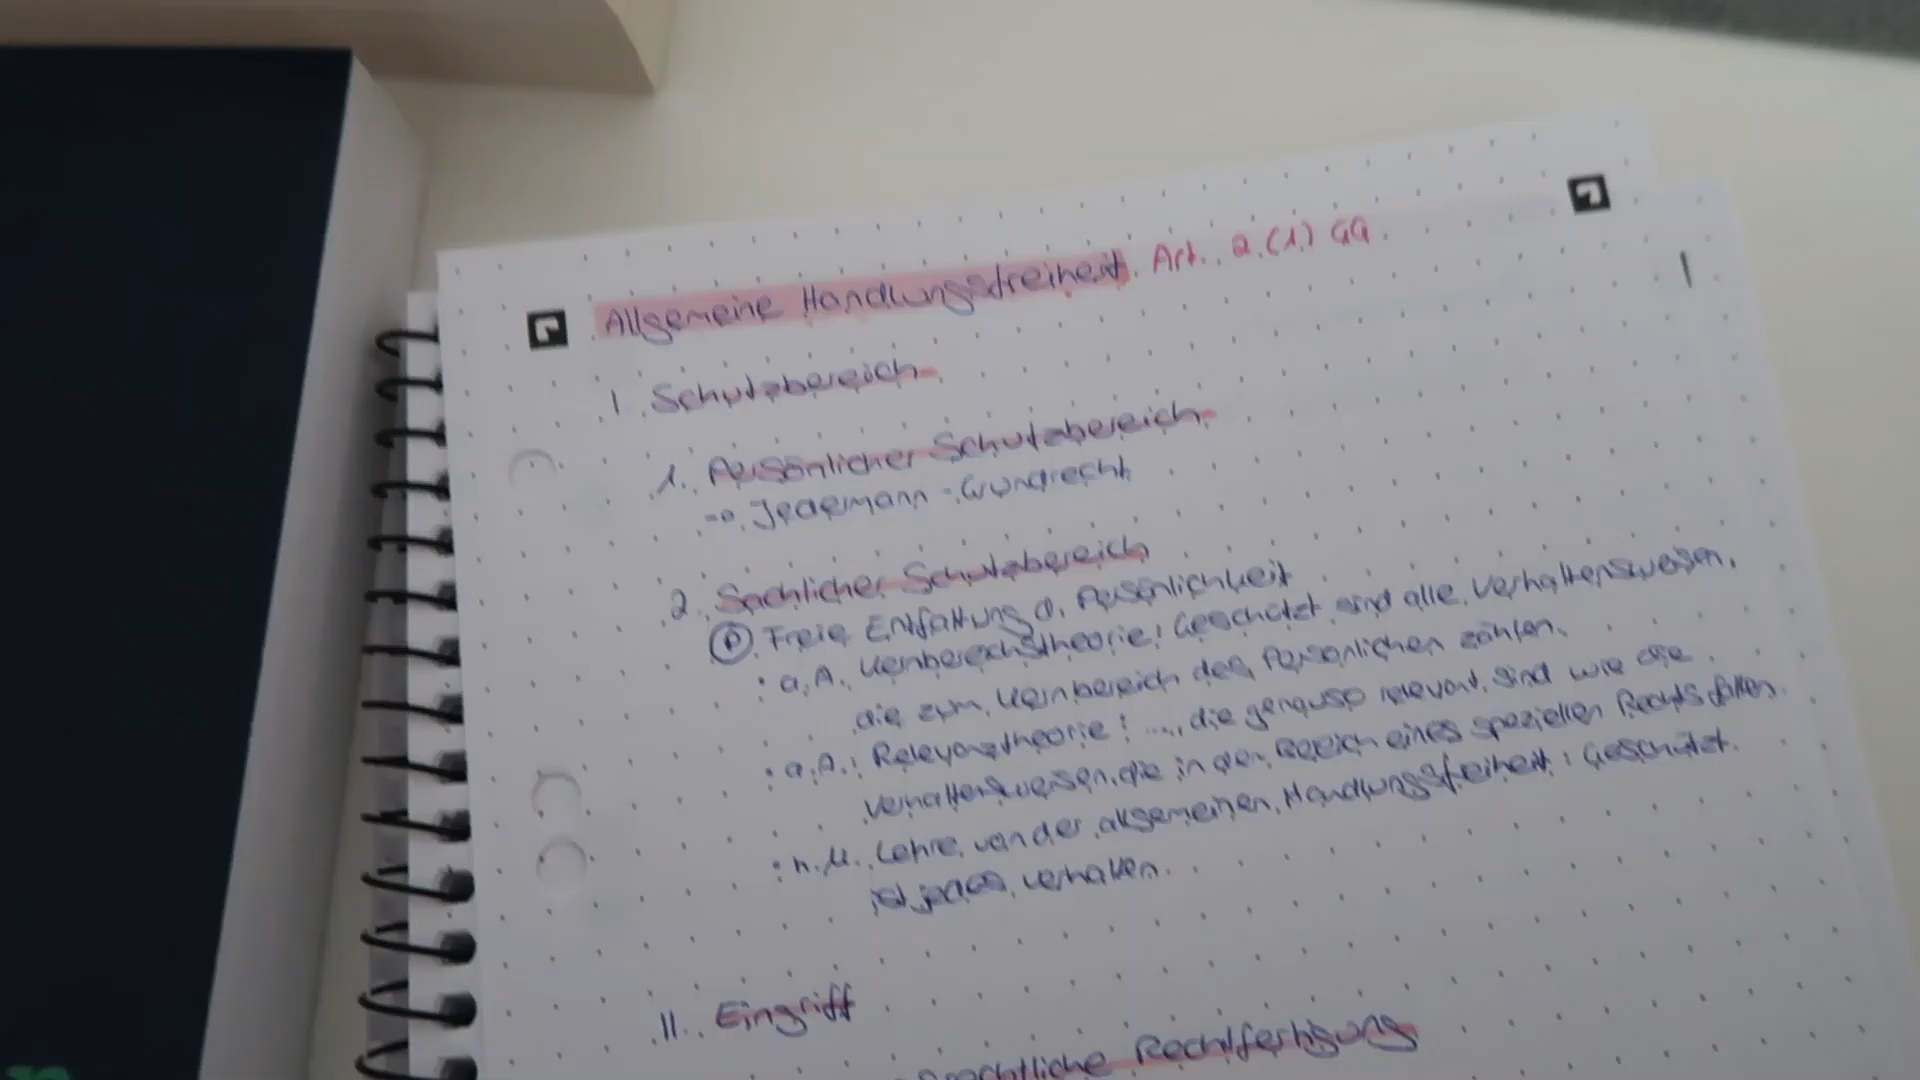 Allgemeine Handlungsfreiheit Art. 2 (1) GG
I Schutzbereich
1. Persönlicher Schutzbereich
→ Jedermann-Grundrecht
2. Sachlicher Schutzbereich
(P) Freie Entfaltung d. Persönlichkeit
• a.A. Kernbereichstheorie: Geschützt sind alle Verhaltensweisen,
die zum Kernbereich des Persönlichen zählen.
• a.A.: Relevanztheorie: ..., die genauso relevant sind wie die
Verhaltensweisen, die in den Bereich eines speziellen Rechts fallen.
• h.M. Lehre von der allgemeinen Handlungsfreiheit: Geschützt
ist jedes Verhalten.
II. Eingriff
Rechtfertigung